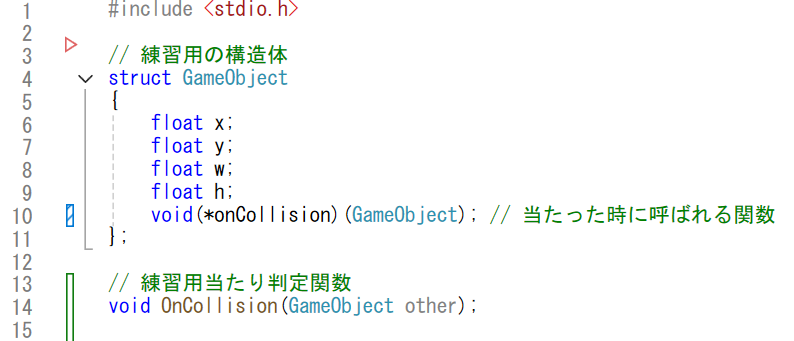 1 #include <stdio.h>
2
3 // 練習用の構造体
4 struct GameObject
5 {
6 float x;
7 float y;
8 float w;
9 float h;
10 void(*onCollision)(GameObject); // 当たった時に呼ばれる関数
11 };
12
13 // 練習用当たり判定関数
14 void OnCollision(GameObject other);
15